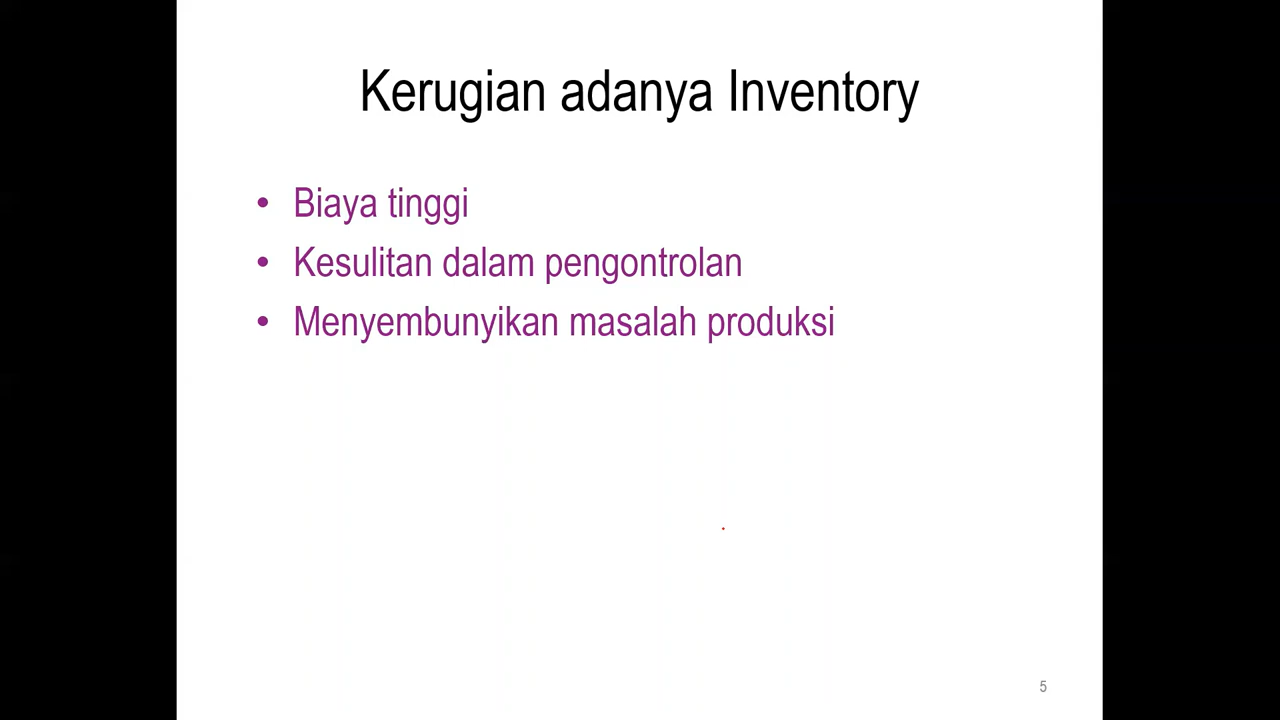 Kerugian adanya Inventory
• Biaya tinggi
• Kesulitan dalam pengontrolan
• Menyembunyikan masalah produksi
5